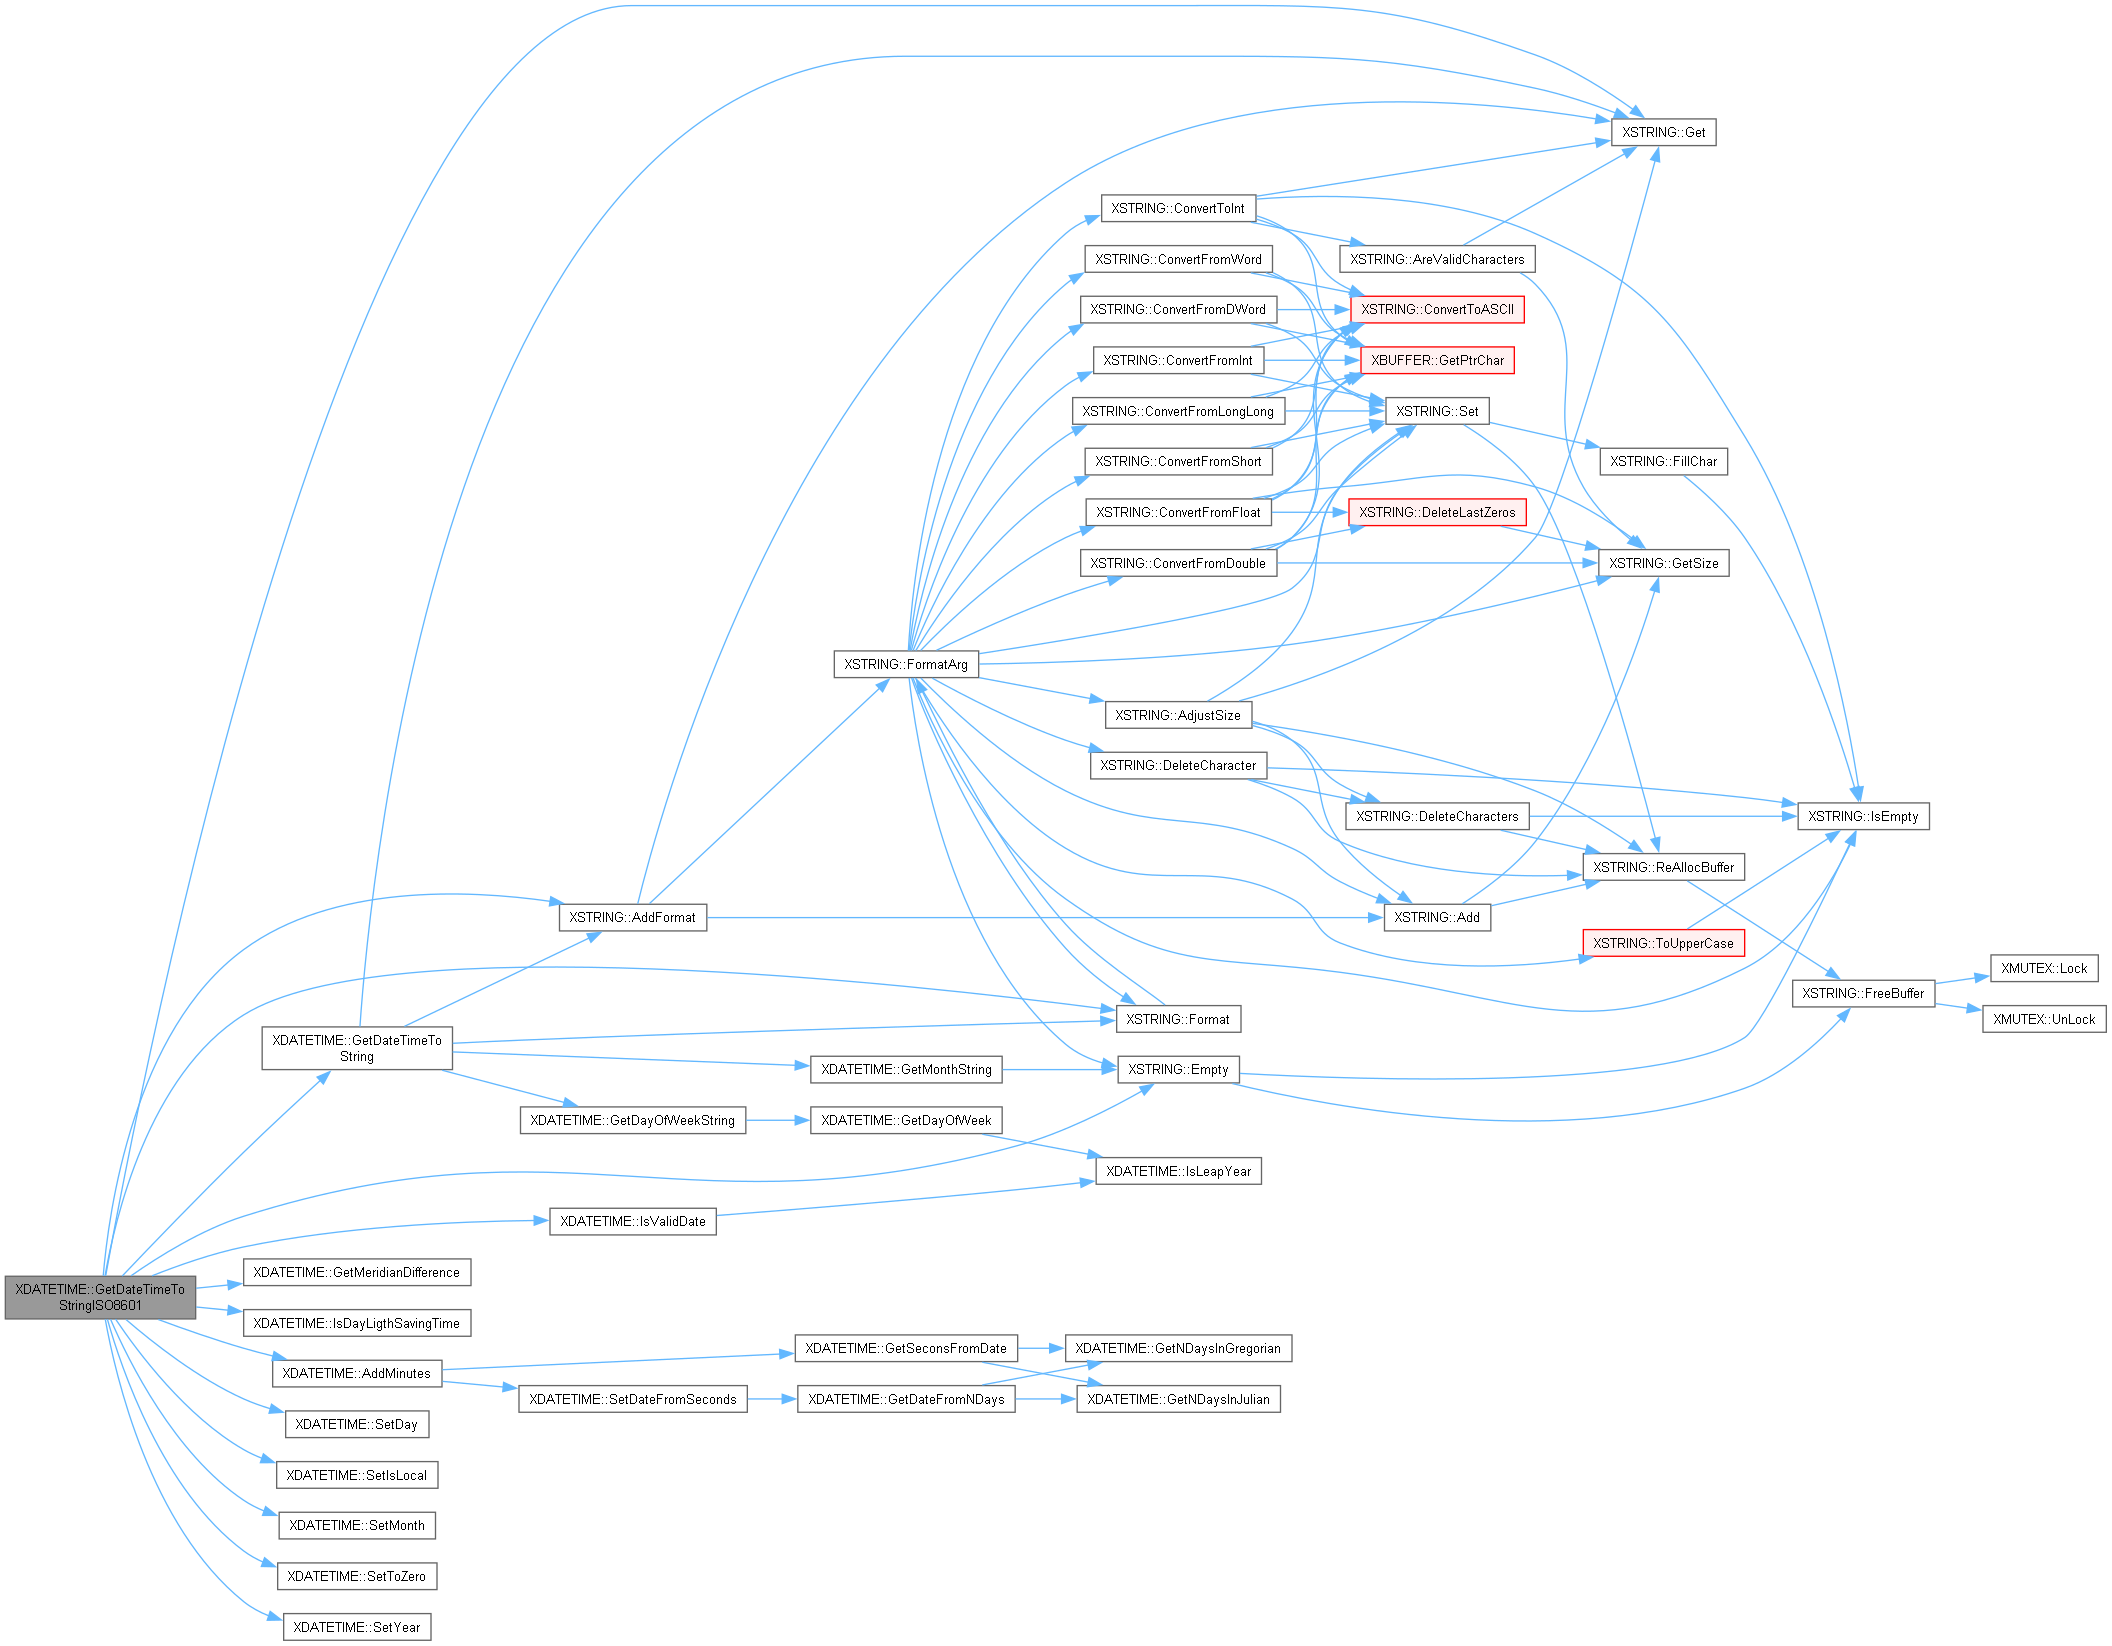 XSTRING::Get
XSTRING::ConvertToInt
XSTRING::ConvertFromWord
XSTRING::AreValidCharacters
XSTRING::ConvertFromDWord
XSTRING::ConvertToASCII
XSTRING::ConvertFromInt
XBUFFER::GetPtrChar
XSTRING::ConvertFromLongLong
XSTRING::Set
XSTRING::ConvertFromShort
XSTRING::FillChar
XSTRING::ConvertFromFloat
XSTRING::DeleteLastZeros
XSTRING::ConvertFromDouble
XSTRING::GetSize
XSTRING::FormatArg
XSTRING::AdjustSize
XSTRING::DeleteCharacter
XSTRING::DeleteCharacters
XSTRING::IsEmpty
XSTRING::ReAllocBuffer
XSTRING::AddFormat
XSTRING::Add
XSTRING::ToUpperCase
XMUTEX::Lock
XSTRING::FreeBuffer
XSTRING::Format
XMUTEX::UnLock
XDATETIME::GetDateTimeTo
String
XDATETIME::GetMonthString
XSTRING::Empty
XDATETIME::GetDayOfWeekString
XDATETIME::GetDayOfWeek
XDATETIME::IsLeapYear
XDATETIME::IsValidDate
XDATETIME::GetMeridianDifference
XDATETIME::GetDateTimeTo
StringISO8601
XDATETIME::IsDayLigthSavingTime
XDATETIME::GetSeconsFromDate
XDATETIME::GetNDaysInGregorian
XDATETIME::AddMinutes
XDATETIME::SetDateFromSeconds
XDATETIME::GetDateFromNDays
XDATETIME::GetNDaysInJulian
XDATETIME::SetDay
XDATETIME::SetIsLocal
XDATETIME::SetMonth
XDATETIME::SetToZero
XDATETIME::SetYear